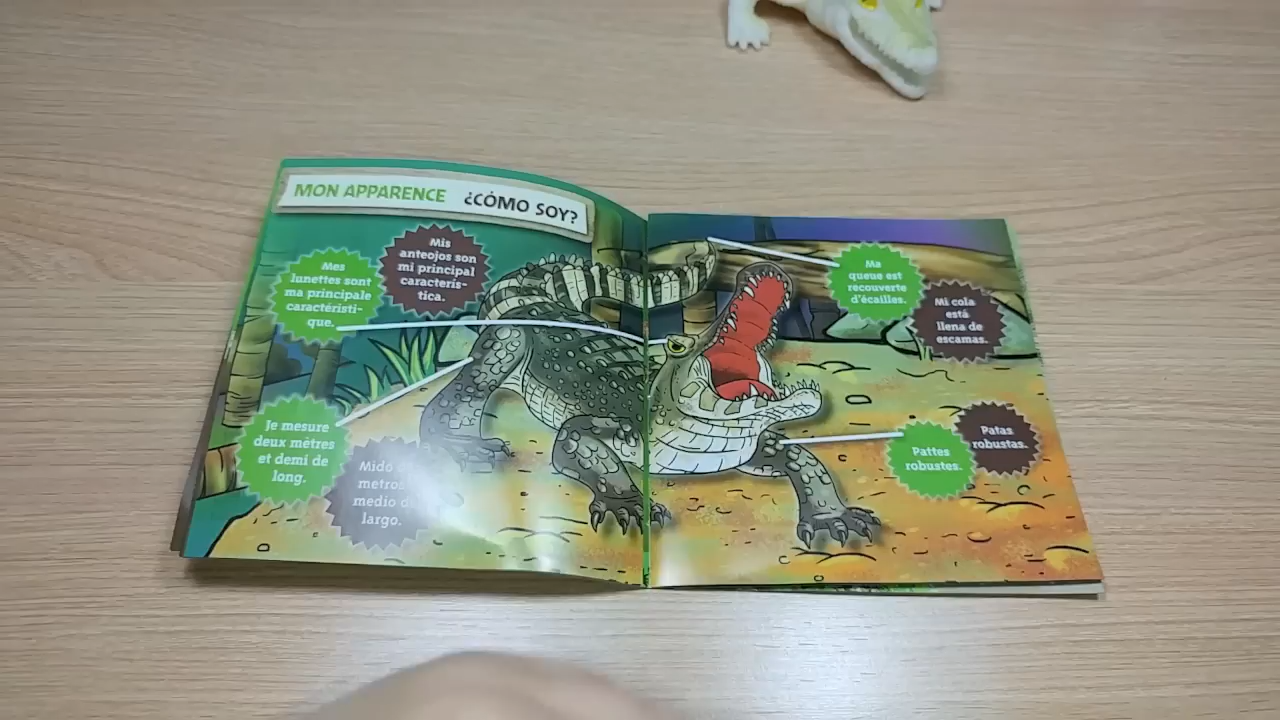 MON APPARENCE ¿CÓMO SOY?
Mes
lunettes sont
ma principale
caractéristi-
que.
Mis
anteojos son
mi principal
caracterís-
tica.
Je mesure
deux mètres
et demi de
long.
Mido
metros
medio
largo.
Ma
queue est
recouverte
d'écailles.
Mi cola
está
llena de
escamas.
Pattes
robustes.
Patas
robustas.